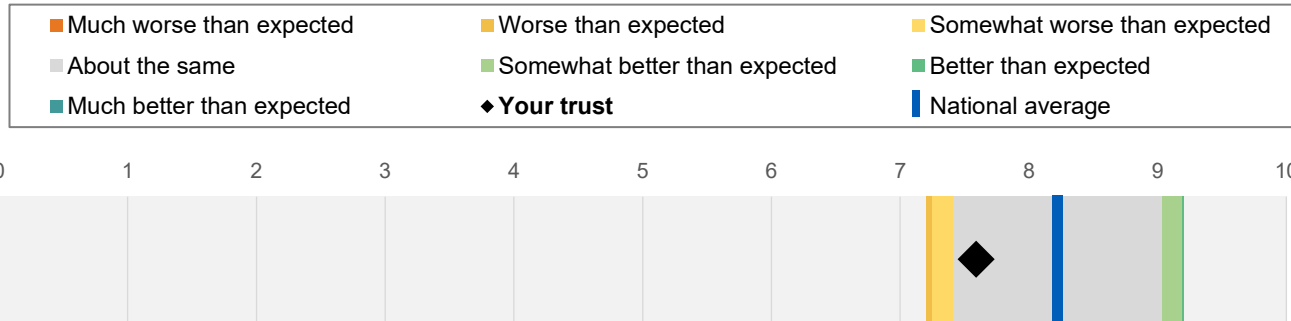 Much worse than expected Worse than expected Somewhat worse than expected
About the same Somewhat better than expected Better than expected
Much better than expected Your trust National average
0 1 2 3 4 5 6 7 8 9 10